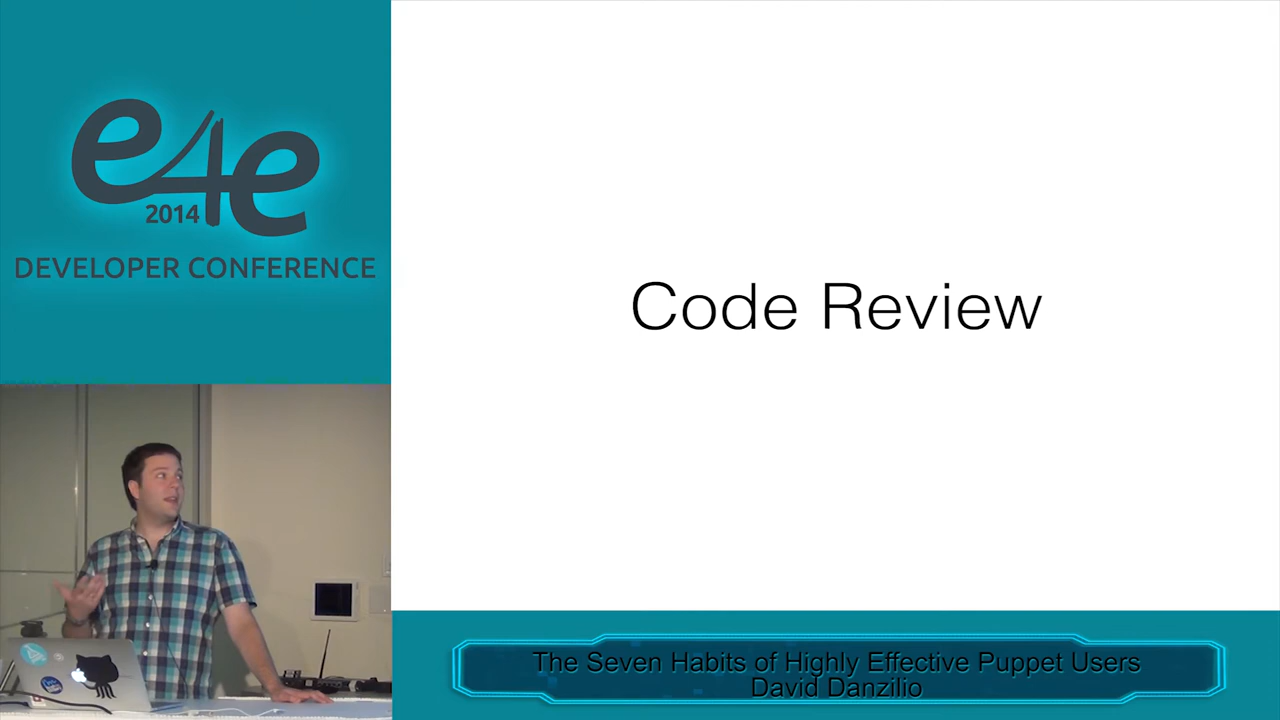 e4e
2014
DEVELOPER CONFERENCE
Code Review
The Seven Habits of Highly Effective Puppet Users
David Danzilio